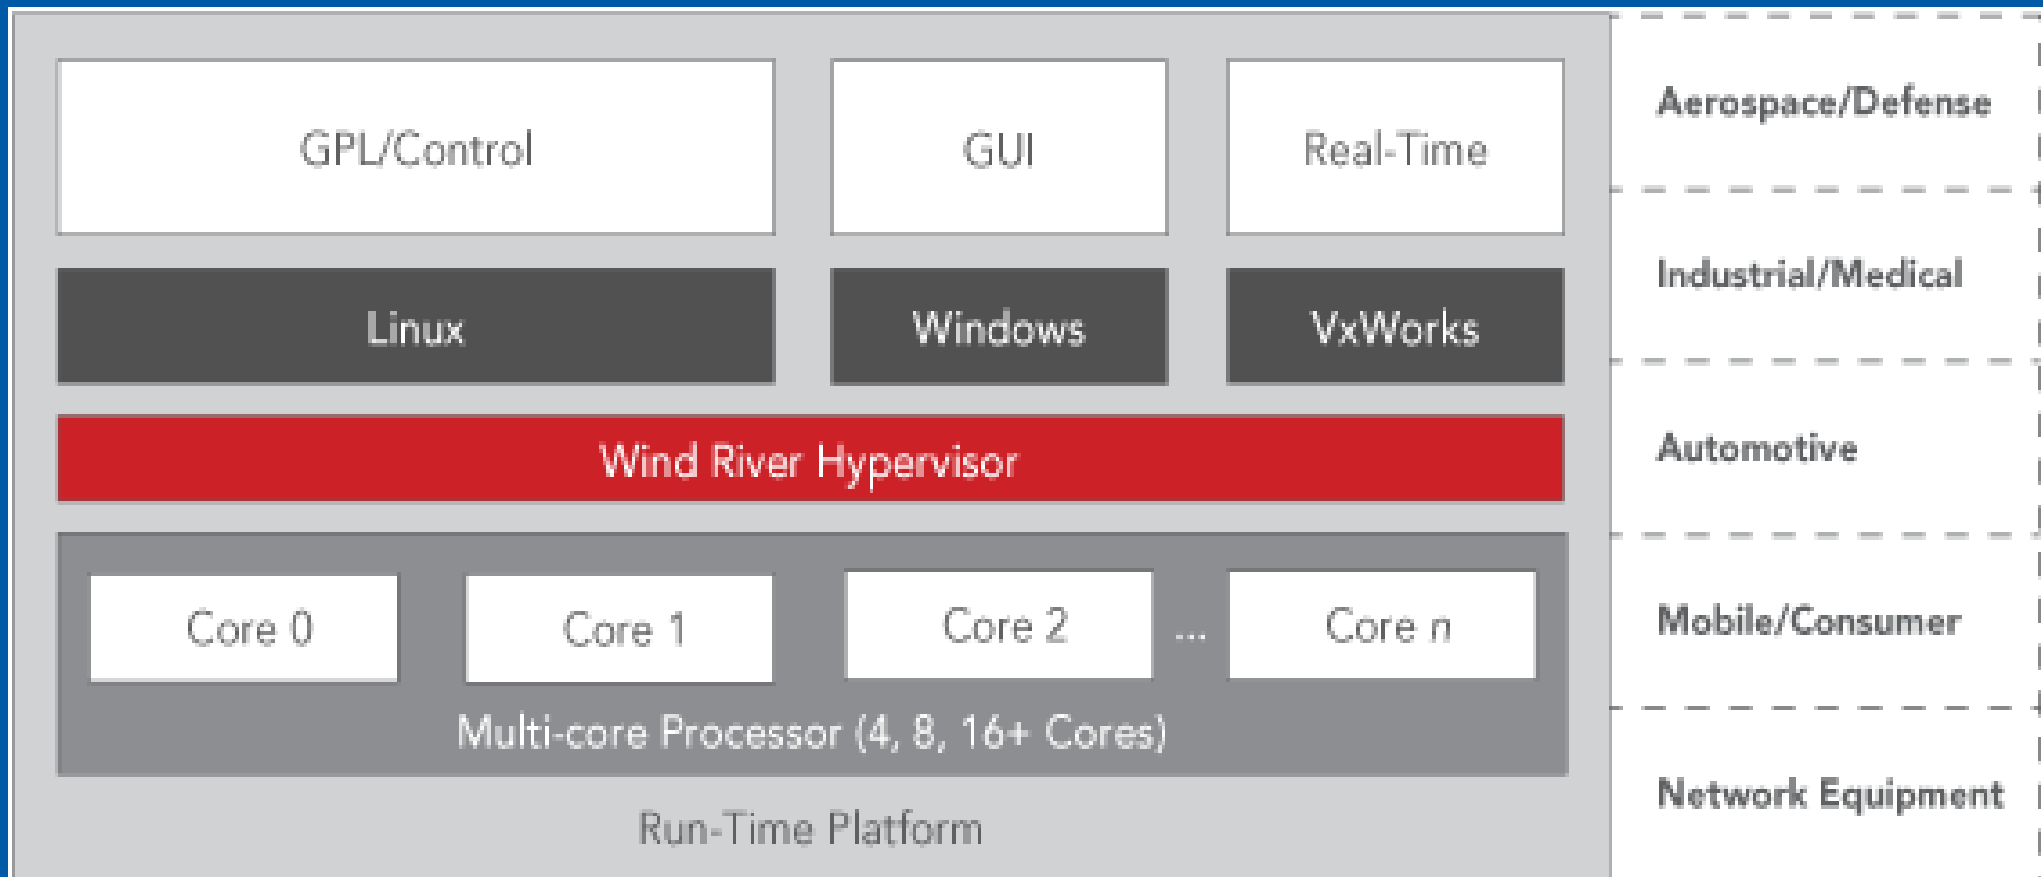 GPL/Control
GUI
Real-Time
Linux
Windows
VxWorks
Wind River Hypervisor
Core 0
Core 1
Core 2
...
Core n
Multi-core Processor (4, 8, 16+ Cores)
Run-Time Platform
Aerospace/Defense
Industrial/Medical
Automotive
Mobile/Consumer
Network Equipment